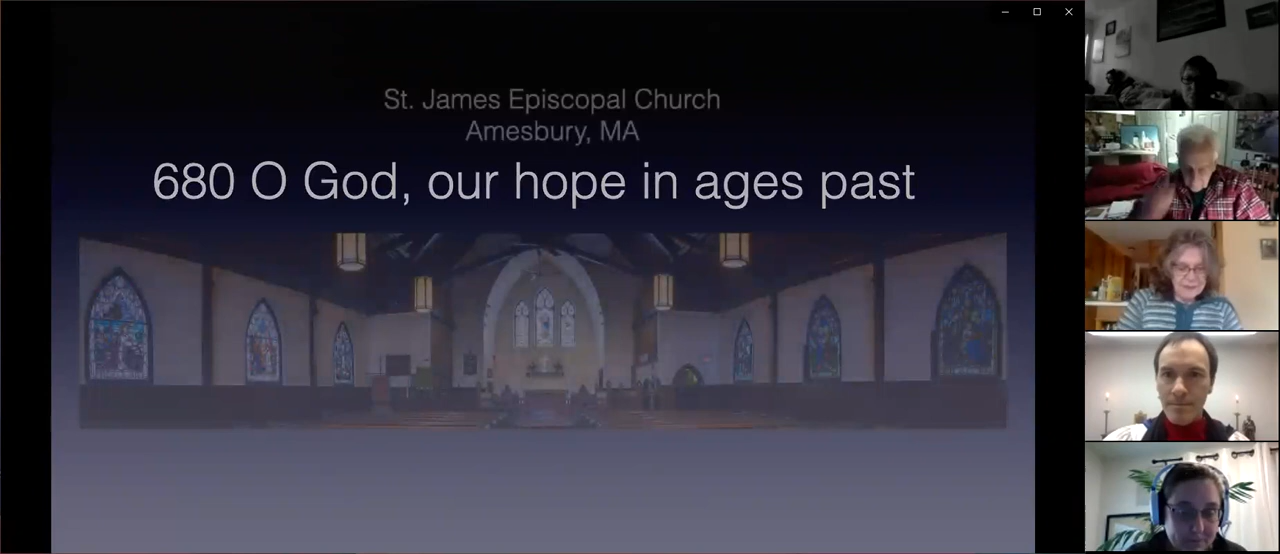 St. James Episcopal Church
Amesbury, MA
680 O God, our hope in ages past